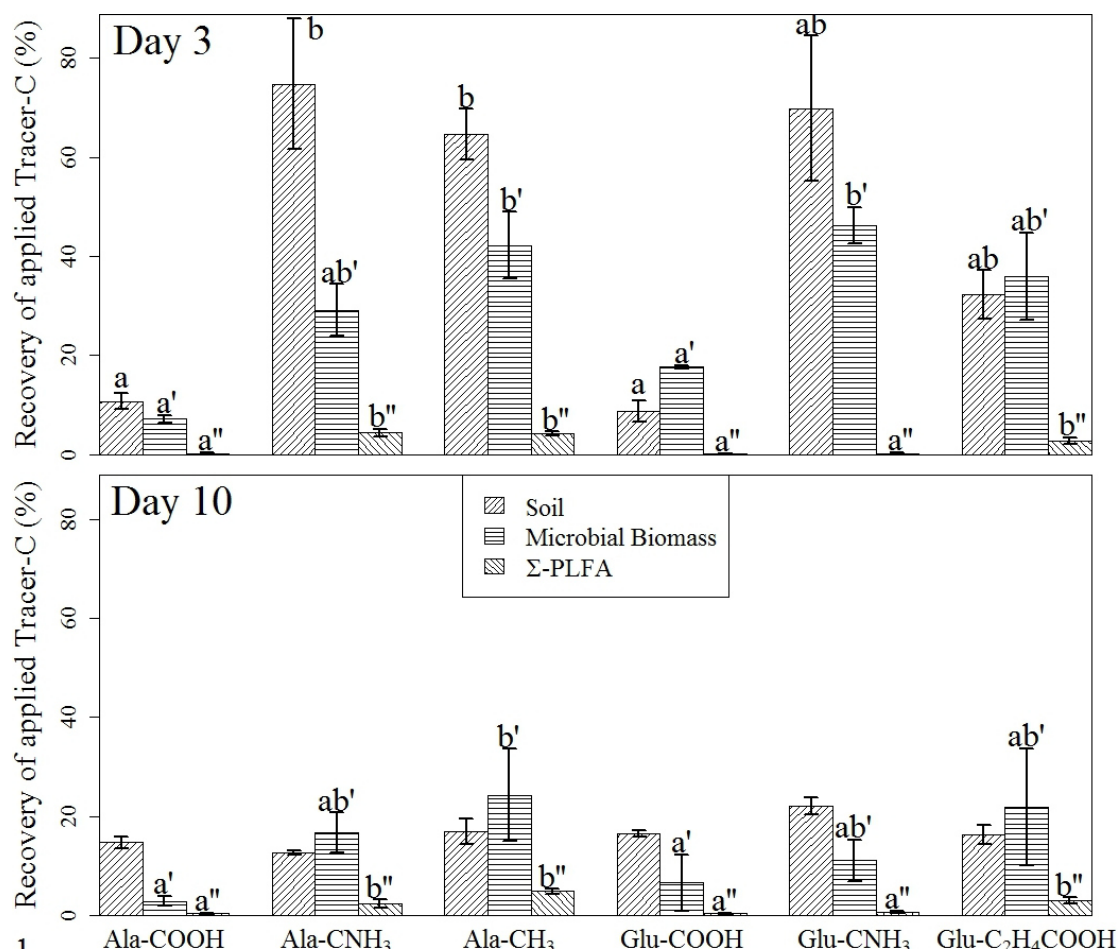 Recovery of applied Tracer-C (%)
80
60
40
20
0
Day 3
a
a'
a"
b
ab'
b"
b
b'
b"
a
a'
a"
ab
b'
a"
ab
ab'
b"
Recovery of applied Tracer-C (%)
80
60
40
20
0
Day 10
Soil
Microbial Biomass
Σ-PLFA
a'
a"
ab'
b"
b'
b"
a'
a"
ab'
a"
ab'
b"
1
Ala-COOH Ala-CNH₃ Ala-CH₃ Glu-COOH Glu-CNH₃ Glu-C₂H₄COOH